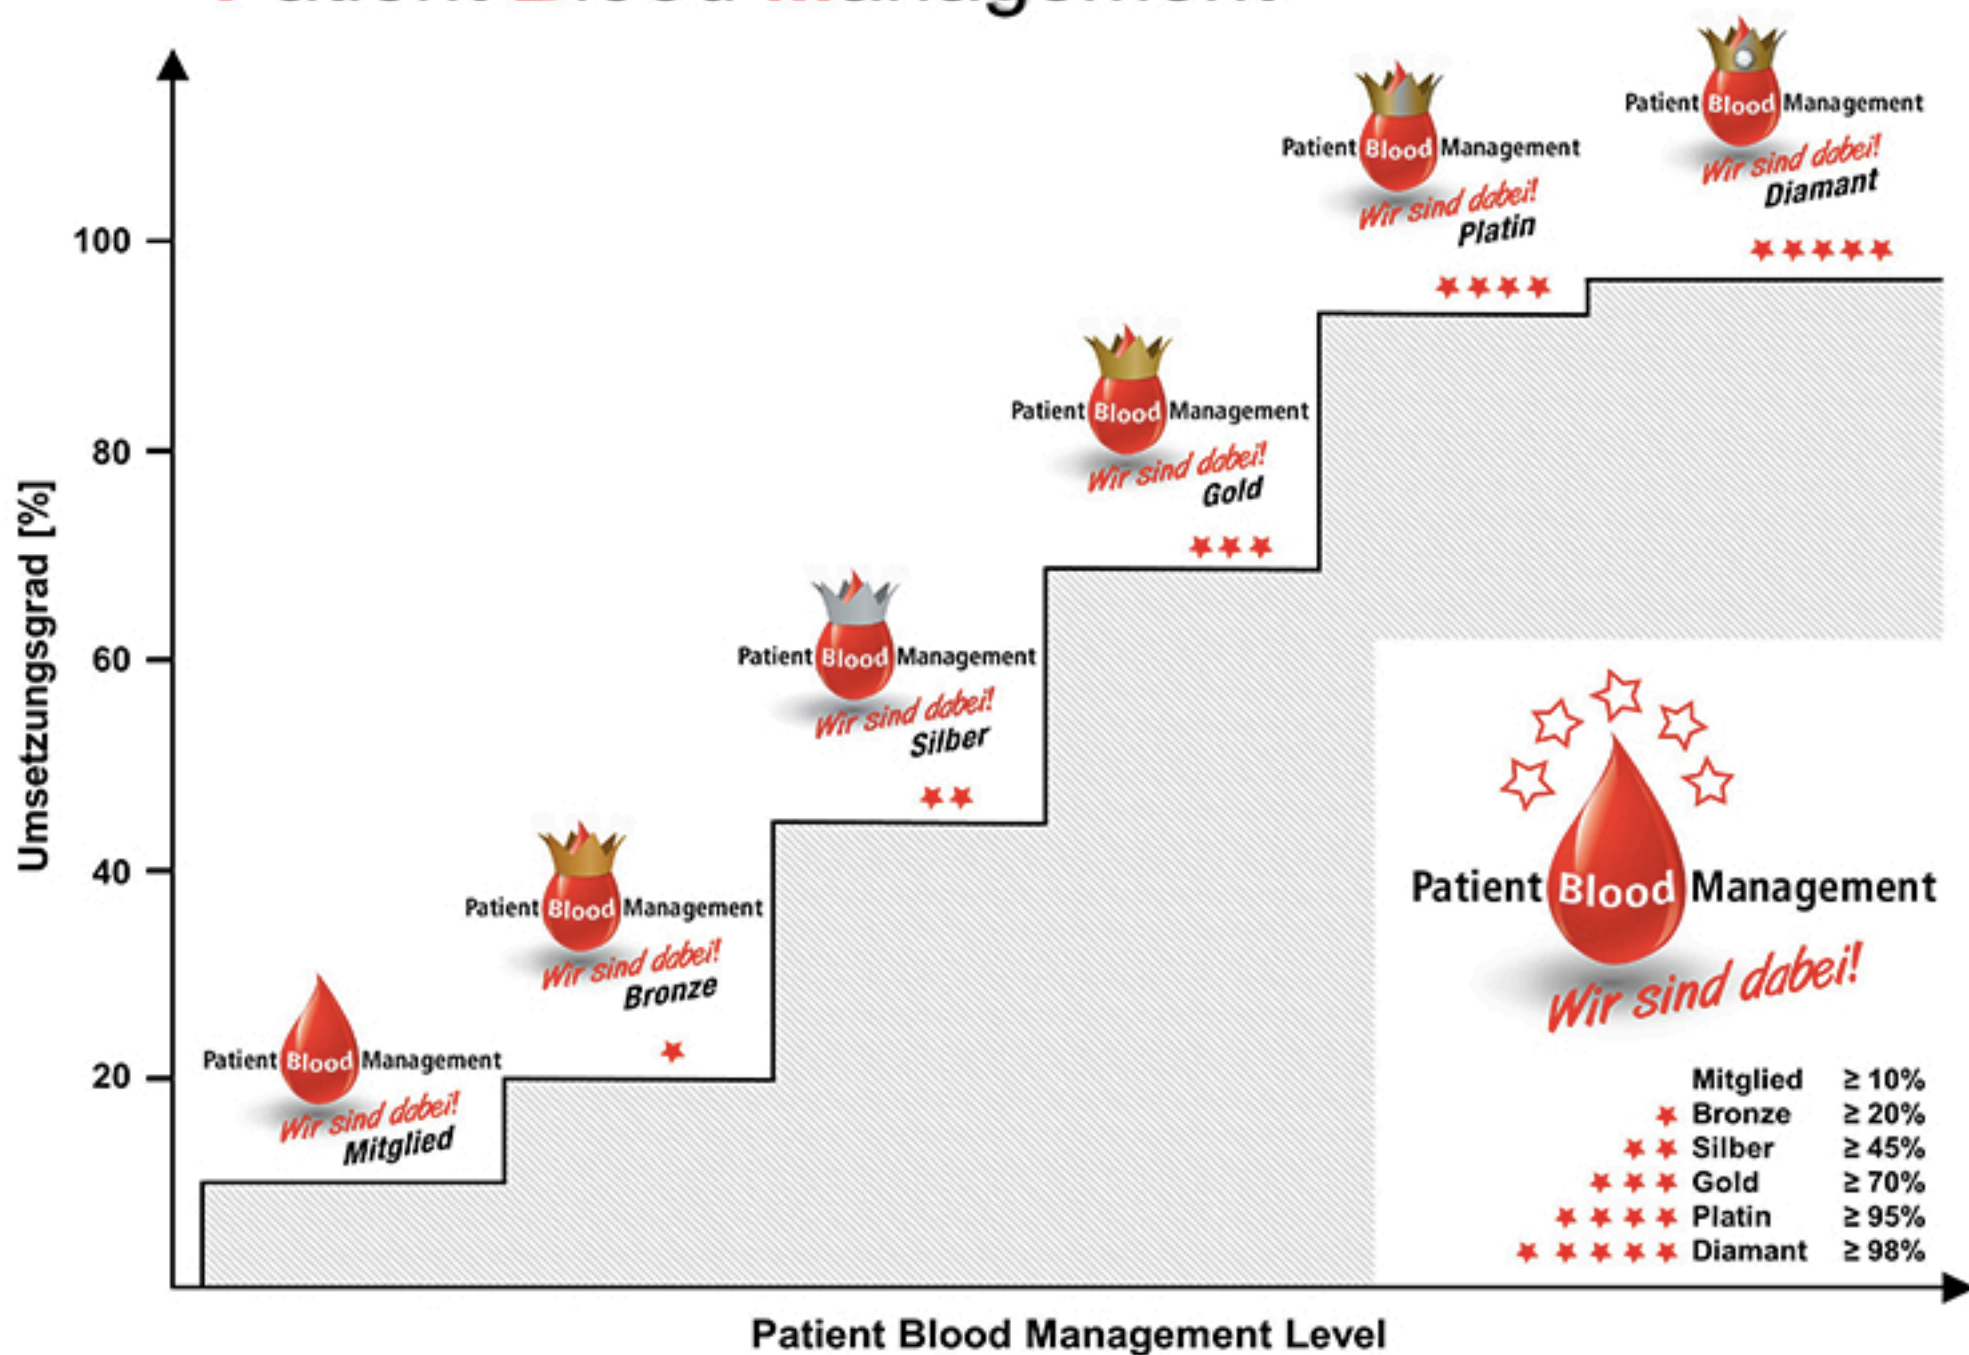 Patient Blood Management
Umsetzungsgrad [%]
100
80
60
40
20
Patient Blood Management
Wir sind dabei!
Mitglied
Patient Blood Management
Wir sind dabei!
Bronze
Patient Blood Management
Wir sind dabei!
Silber
Patient Blood Management
Wir sind dabei!
Gold
Patient Blood Management
Wir sind dabei!
Platin
Patient Blood Management
Wir sind dabei!
Diamant
Patient Blood Management
Wir sind dabei!
Mitglied ≥ 10%
Bronze ≥ 20%
Silber ≥ 45%
Gold ≥ 70%
Platin ≥ 95%
Diamant ≥ 98%
Patient Blood Management Level